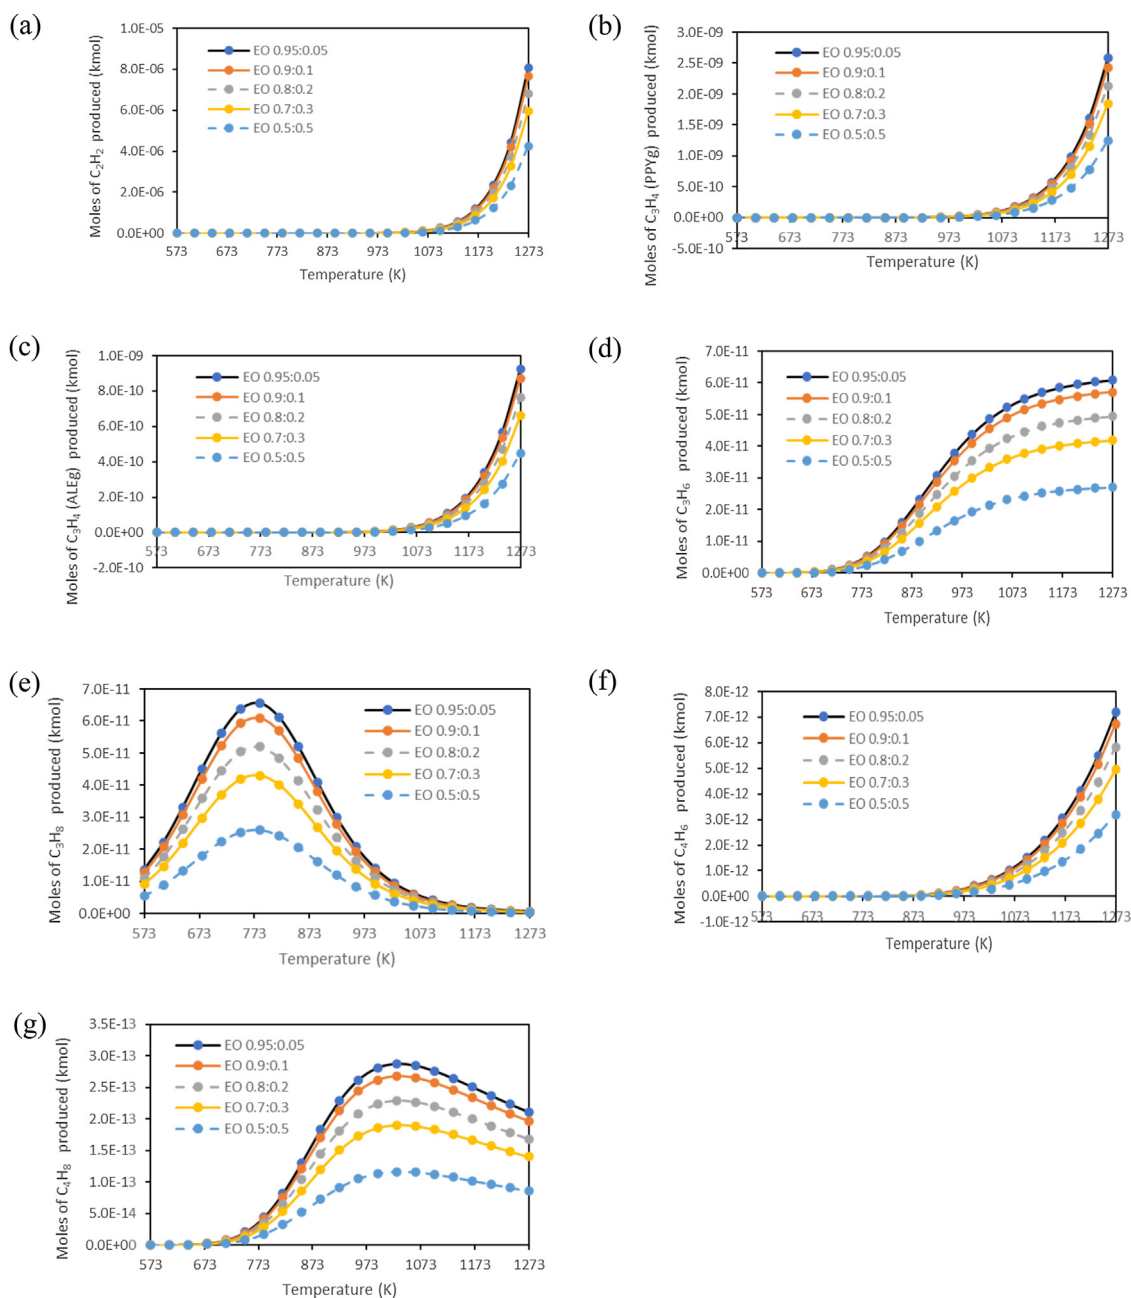 (a)
Moles of C₂H₂ produced (kmol)
1.0E-05
8.0E-06
6.0E-06
4.0E-06
2.0E-06
0.0E+00
EO 0.95:0.05
EO 0.9:0.1
EO 0.8:0.2
EO 0.7:0.3
EO 0.5:0.5
573 673 773 873 973 1073 1173 1273
Temperature (K)
(b)
Moles of C₃H₄ (PPYg) produced (kmol)
3.0E-09
2.5E-09
2.0E-09
1.5E-09
1.0E-09
5.0E-10
0.0E+00
-5.0E-10
EO 0.95:0.05
EO 0.9:0.1
EO 0.8:0.2
EO 0.7:0.3
EO 0.5:0.5
573 673 773 873 973 1073 1173 1273
Temperature (K)
(c)
Moles of C₃H₄ (ALEg) produced (kmol)
1.0E-09
8.0E-10
6.0E-10
4.0E-10
2.0E-10
0.0E+00
-2.0E-10
EO 0.95:0.05
EO 0.9:0.1
EO 0.8:0.2
EO 0.7:0.3
EO 0.5:0.5
573 673 773 873 973 1073 1173 1273
Temperature (K)
(d)
Moles of C₃H₆ produced (kmol)
7.0E-11
6.0E-11
5.0E-11
4.0E-11
3.0E-11
2.0E-11
1.0E-11
0.0E+00
EO 0.95:0.05
EO 0.9:0.1
EO 0.8:0.2
EO 0.7:0.3
EO 0.5:0.5
573 673 773 873 973 1073 1173 1273
Temperature (K)
(e)
Moles of C₃H₈ produced (kmol)
7.0E-11
6.0E-11
5.0E-11
4.0E-11
3.0E-11
2.0E-11
1.0E-11
0.0E+00
EO 0.95:0.05
EO 0.9:0.1
EO 0.8:0.2
EO 0.7:0.3
EO 0.5:0.5
573 673 773 873 973 1073 1173 1273
Temperature (K)
(f)
Moles of C₄H₆ produced (kmol)
8.0E-12
7.0E-12
6.0E-12
5.0E-12
4.0E-12
3.0E-12
2.0E-12
1.0E-12
0.0E+00
-1.0E-12
EO 0.95:0.05
EO 0.9:0.1
EO 0.8:0.2
EO 0.7:0.3
EO 0.5:0.5
573 673 773 873 973 1073 1173 1273
Temperature (K)
(g)
Moles of C₄H₈ produced (kmol)
3.5E-13
3.0E-13
2.5E-13
2.0E-13
1.5E-13
1.0E-13
5.0E-14
0.0E+00
EO 0.95:0.05
EO 0.9:0.1
EO 0.8:0.2
EO 0.7:0.3
EO 0.5:0.5
573 673 773 873 973 1073 1173 1273
Temperature (K)